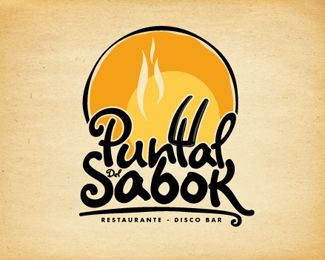 Puntal
Del
Sabor
RESTAURANTE - DISCO BAR